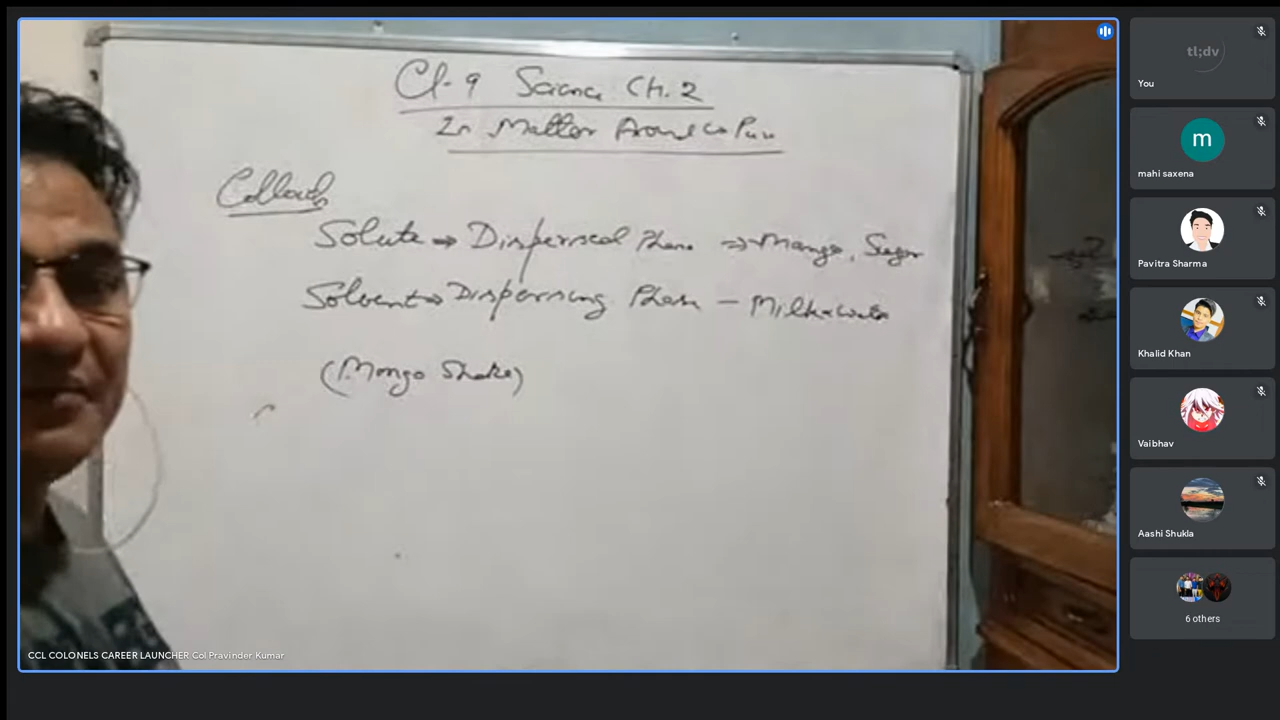 Cl-9 Science Ch. 2
In Matter Around us Pure
Colloids
Solute → Dispersed Phase ⇒ Mango, Sugar
Solvent → Dispersing Phase - Milk + water
(Mango Shake)
CCL COLONELS CAREER LAUNCHER Col Pravinder Kumar
tl;dv
You
m
mahi saxena
Pavitra Sharma
Khalid Khan
Vaibhav
Aashi Shukla
6 others